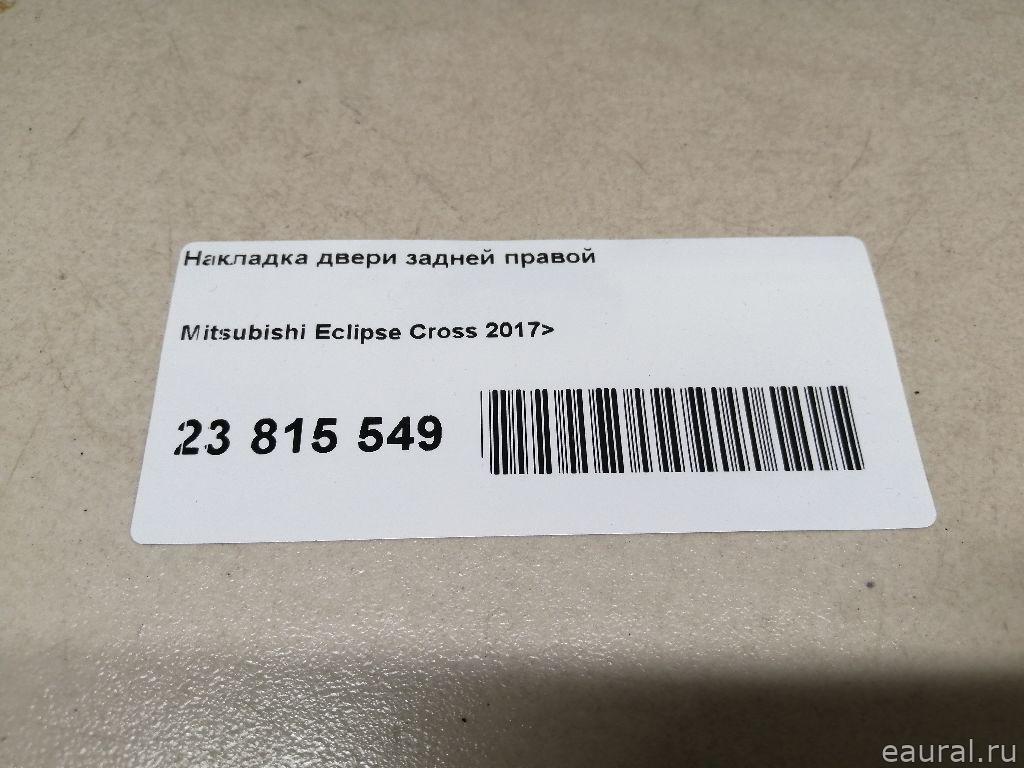 Накладка двери задней правой
Mitsubishi Eclipse Cross 2017>
23 815 549
eaural.ru